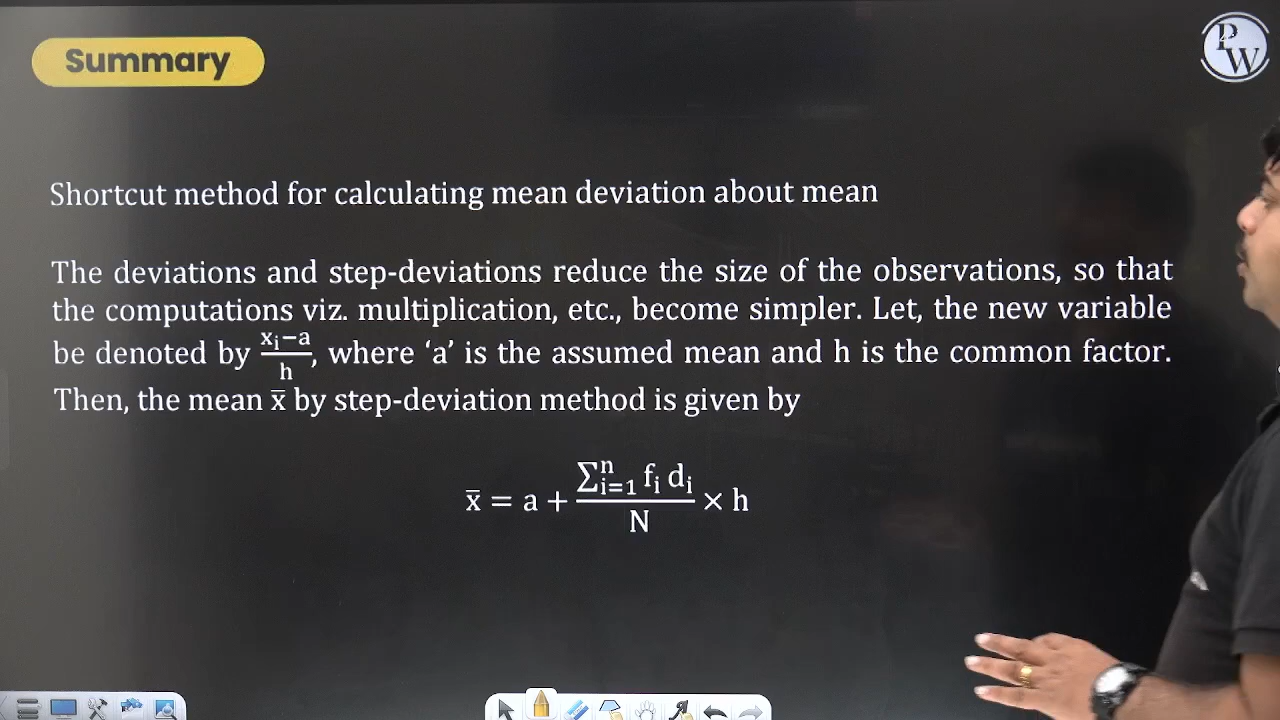 Summary
PW
Shortcut method for calculating mean deviation about mean
The deviations and step-deviations reduce the size of the observations, so that
the computations viz. multiplication, etc., become simpler. Let, the new variable
be denoted by (xᵢ−a)/h, where ‘a’ is the assumed mean and h is the common factor.
Then, the mean x̄ by step-deviation method is given by
x̄ = a + (∑ⁿᵢ₌₁ fᵢ dᵢ)/N × h